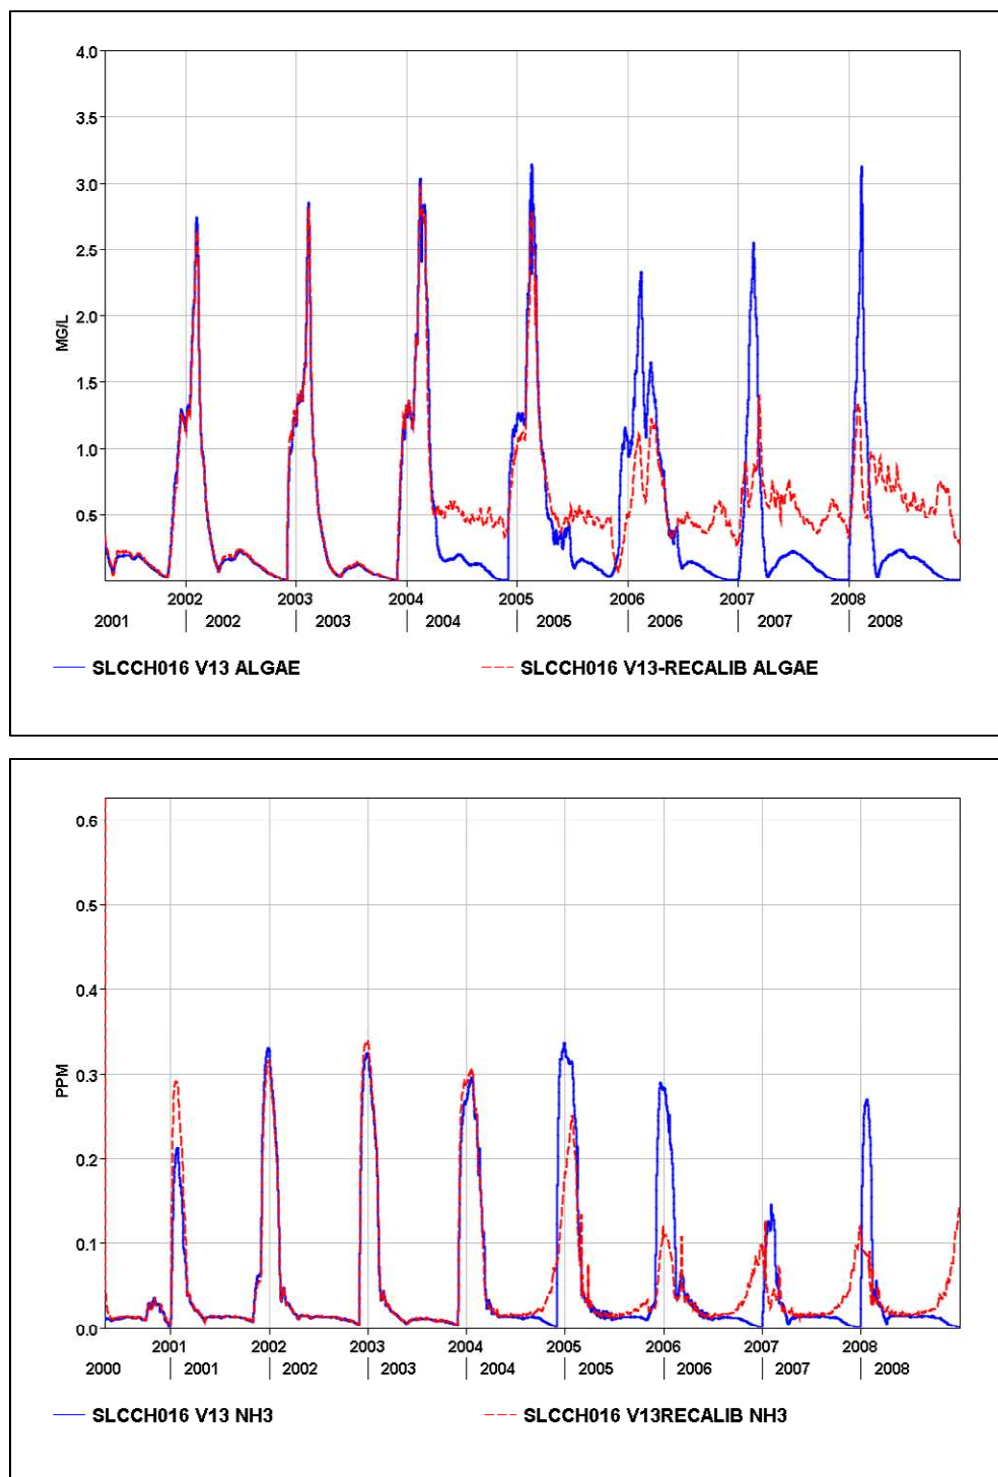 4.0
3.5
3.0
2.5
2.0
1.5
1.0
0.5
MG/L
2002 2003 2004 2005 2006 2007 2008
2001 2002 2003 2004 2005 2006 2007 2008
SLCCH016 V13 ALGAE SLCCH016 V13-RECALIB ALGAE
0.6
0.5
0.4
0.3
0.2
0.1
0.0
PPM
2001 2002 2003 2004 2005 2006 2007 2008
2000 2001 2002 2003 2004 2005 2006 2007 2008
SLCCH016 V13 NH3 SLCCH016 V13RECALIB NH3